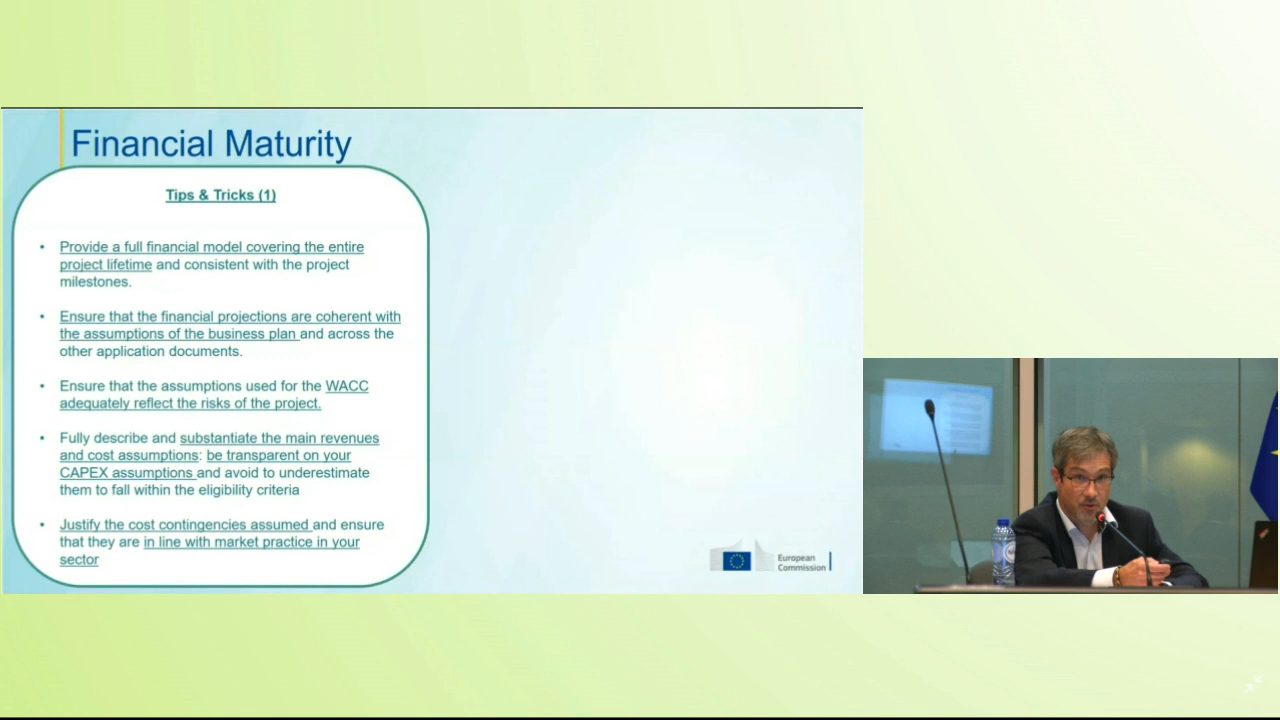 Financial Maturity
Tips & Tricks (1)
• Provide a full financial model covering the entire
project lifetime and consistent with the project
milestones.
• Ensure that the financial projections are coherent with
the assumptions of the business plan and across the
other application documents.
• Ensure that the assumptions used for the WACC
adequately reflect the risks of the project.
• Fully describe and substantiate the main revenues
and cost assumptions: be transparent on your
CAPEX assumptions and avoid to underestimate
them to fall within the eligibility criteria
• Justify the cost contingencies assumed and ensure
that they are in line with market practice in your
sector
European
Commission